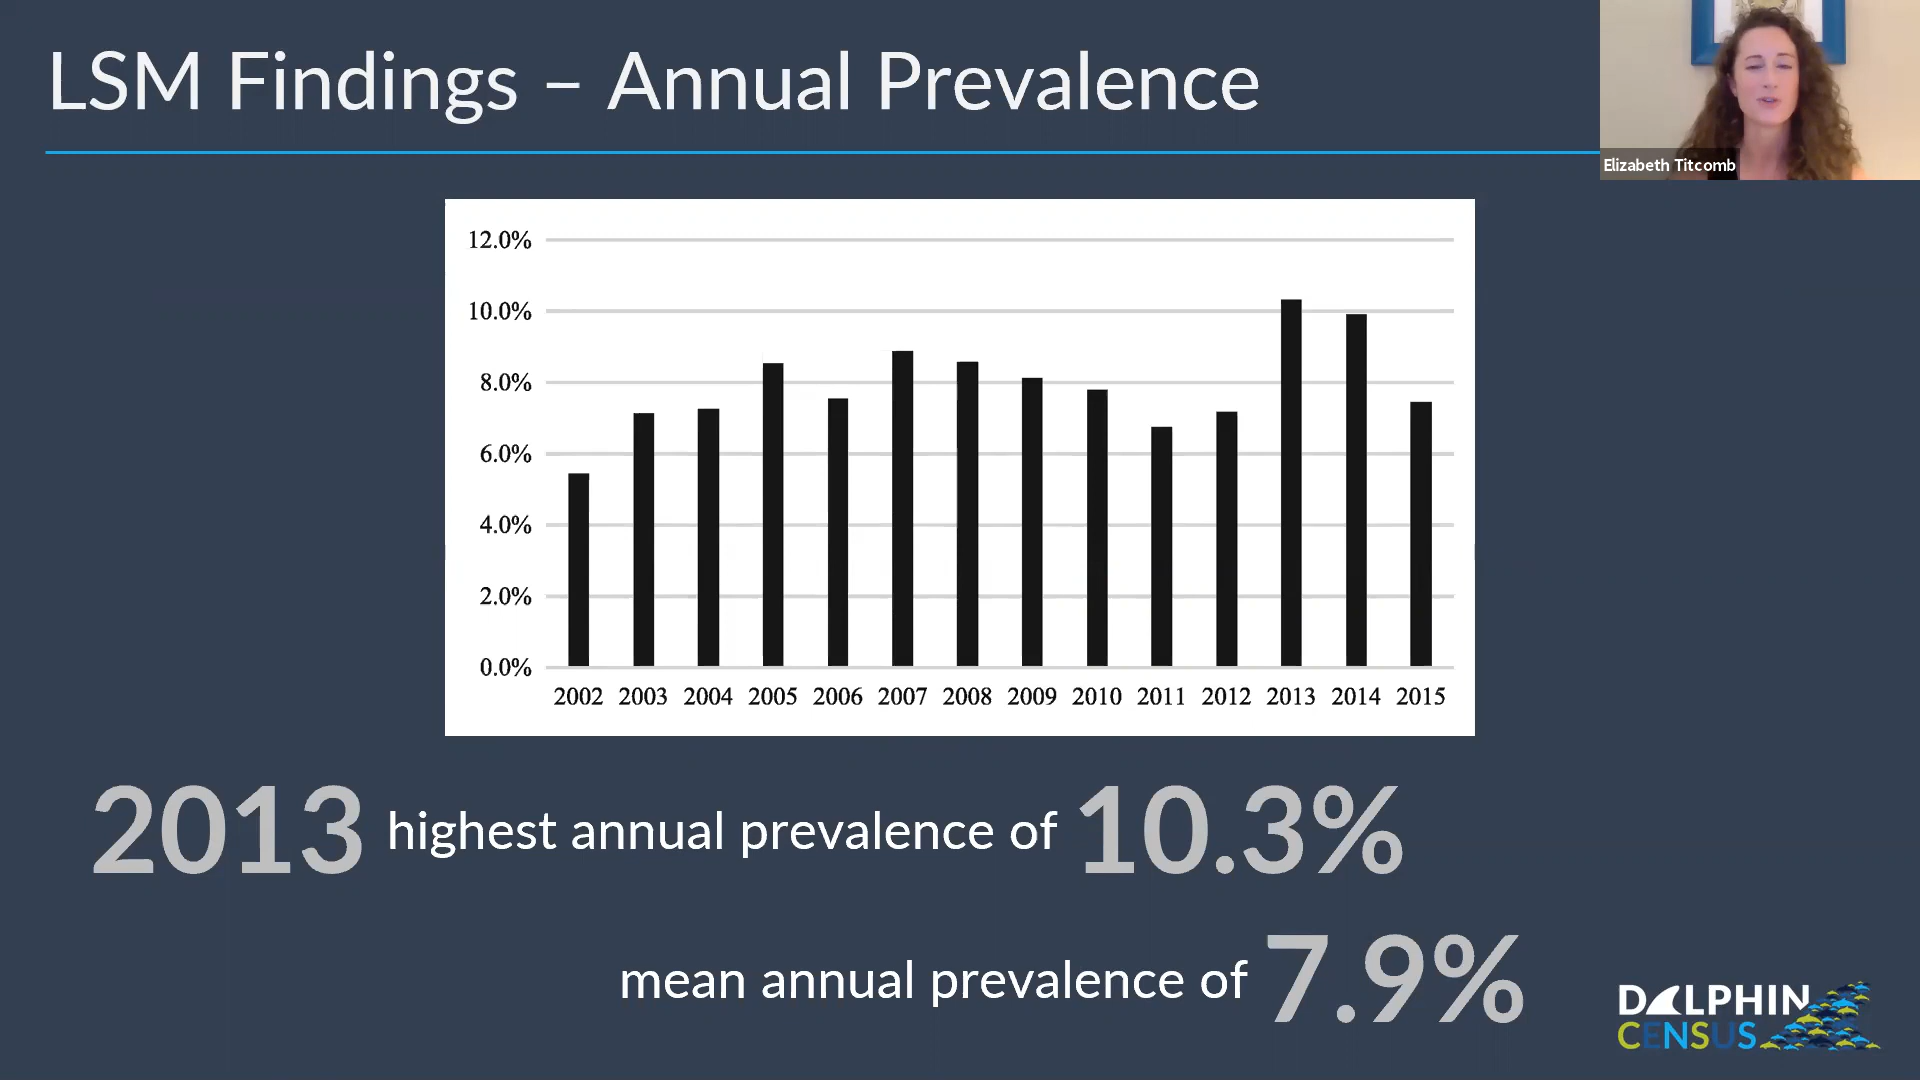 LSM Findings – Annual Prevalence
Elizabeth Titcomb
12.0%
10.0%
8.0%
6.0%
4.0%
2.0%
0.0%
2002 2003 2004 2005 2006 2007 2008 2009 2010 2011 2012 2013 2014 2015
2013 highest annual prevalence of 10.3%
mean annual prevalence of 7.9%
DOLPHIN
CENSUS